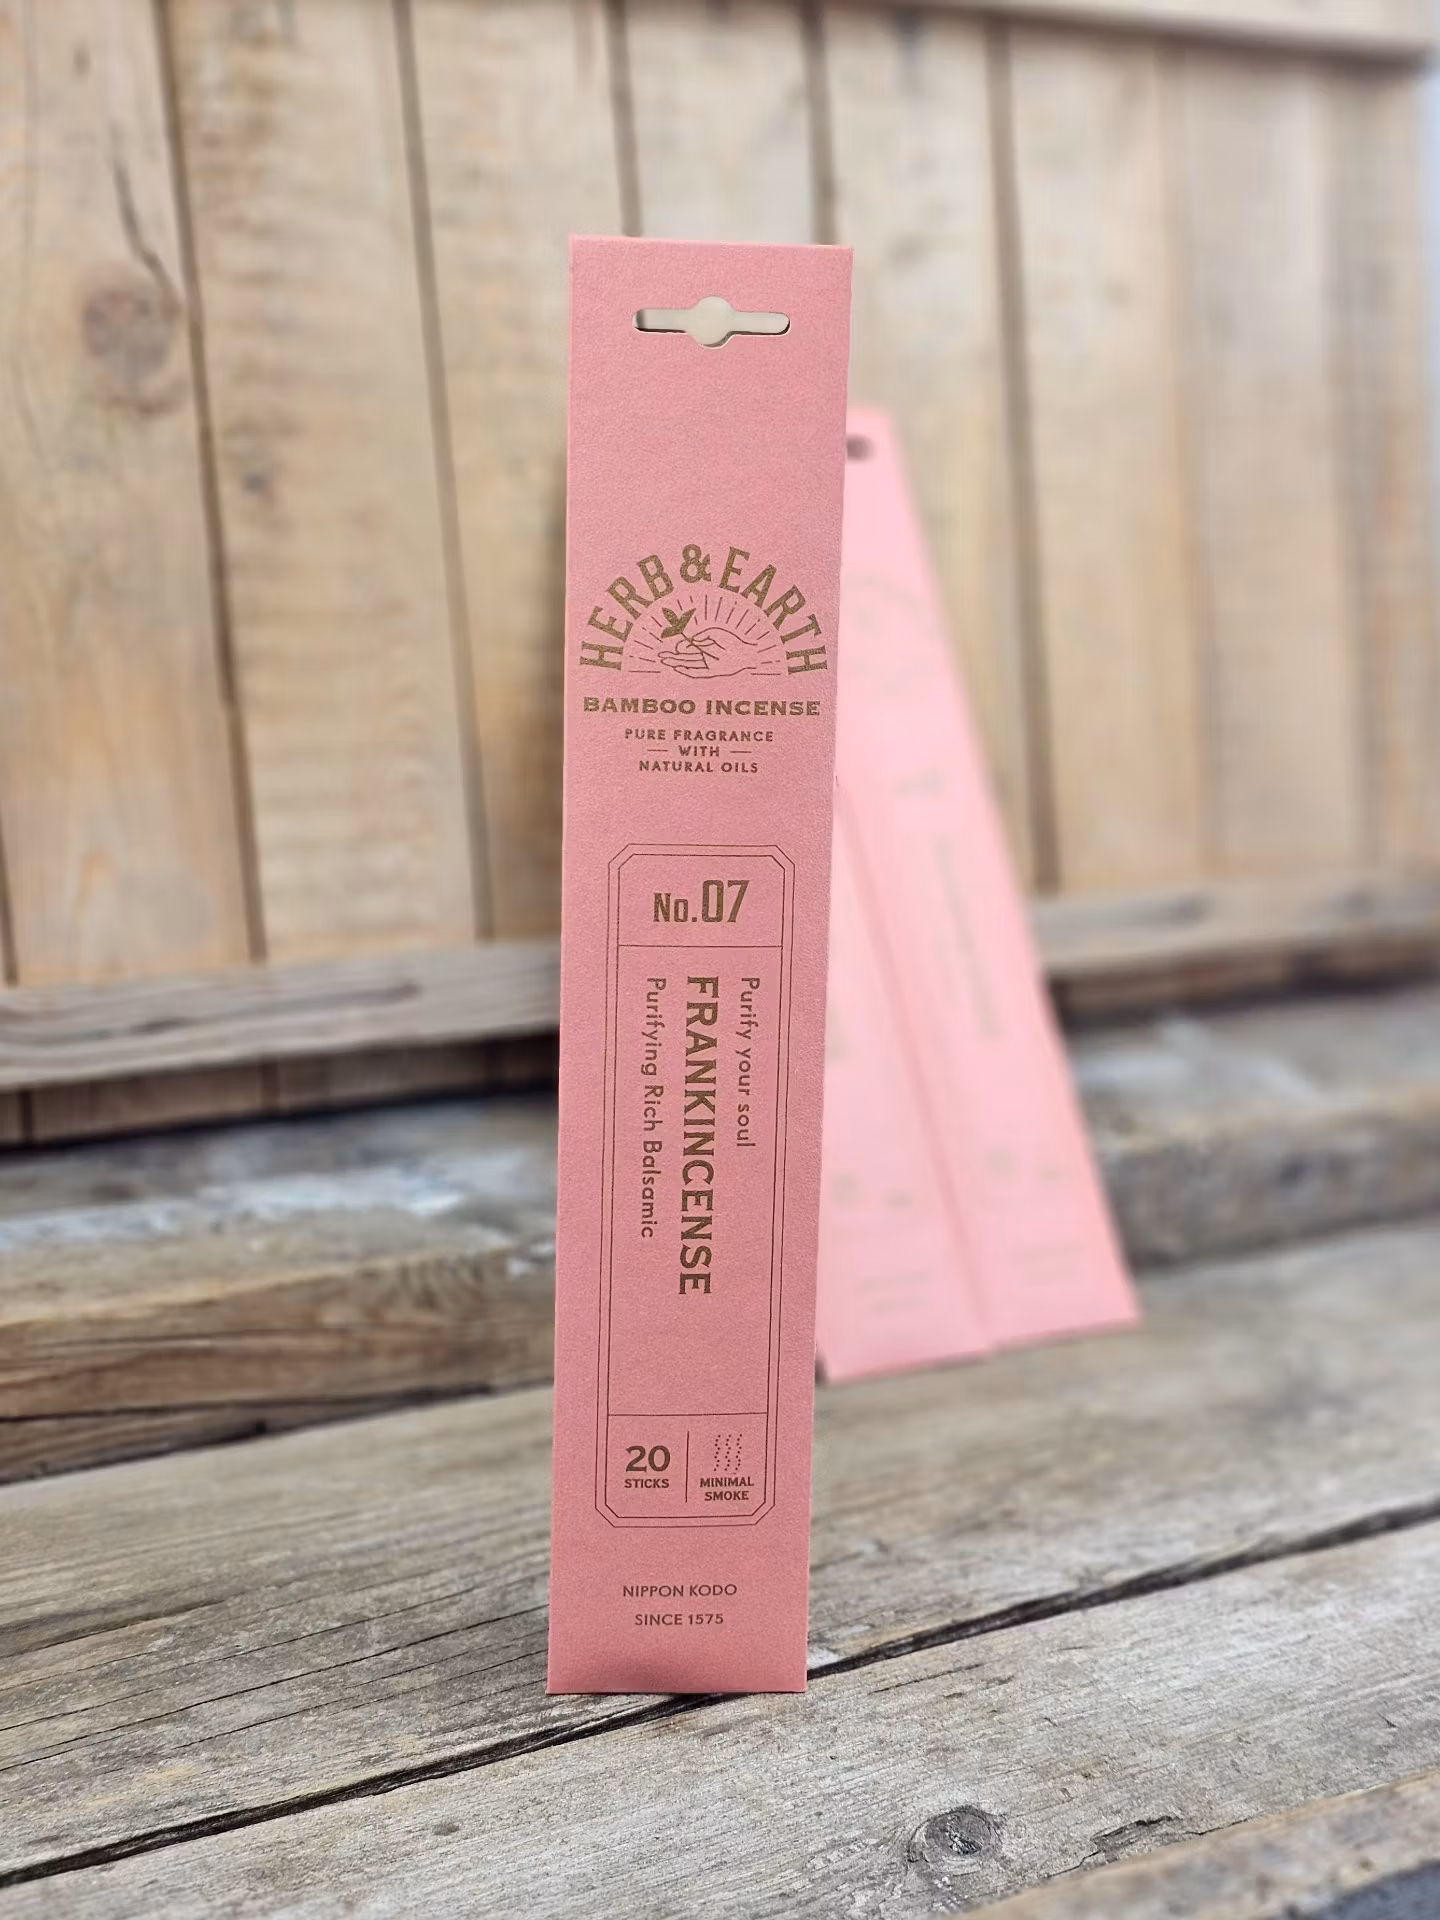 HERB & EARTH
BAMBOO INCENSE
PURE FRAGRANCE
WITH
NATURAL OILS
No.07
Purify your soul
FRANKINCENSE
Purifying Rich Balsamic
20
STICKS
MINIMAL
SMOKE
NIPPON KODO
SINCE 1575